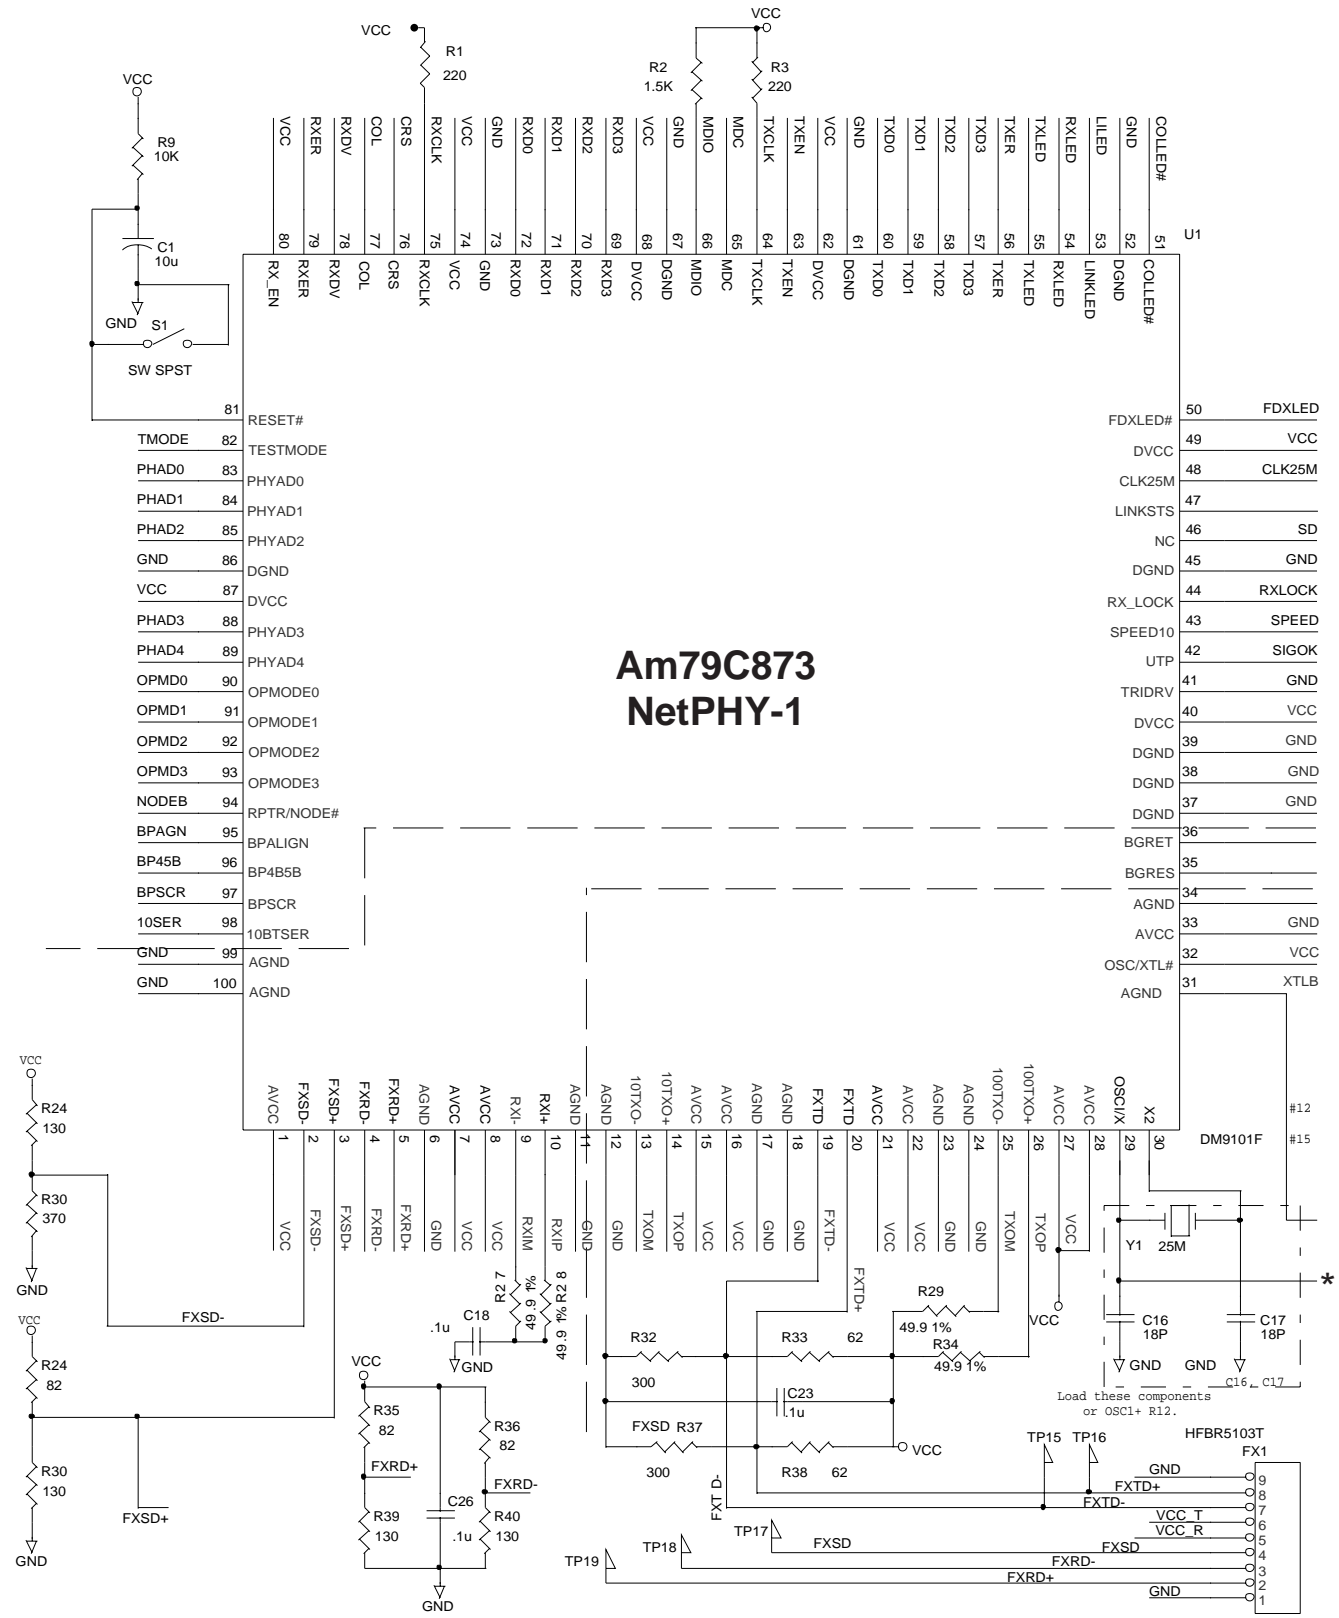 VCC
R1
220
VCC
R2
1.5K
R3
220
VCC
R9
10K
C1
10u
GND
S1
SW SPST
VCC
RXER
RXDV
COL
CRS
RXCLK
VCC
GND
RXD0
RXD1
RXD2
RXD3
VCC
GND
MDIO
MDC
TXCLK
TXEN
VCC
GND
TXD0
TXD1
TXD2
TXD3
TXER
TXLED
RXLED
LILED
GND
COLLED#
80
79
78
77
76
75
74
73
72
71
70
69
68
67
66
65
64
63
62
61
60
59
58
57
56
55
54
53
52
51
U1
RX_EN
RXER
RXDV
COL
CRS
RXCLK
VCC
GND
RXD0
RXD1
RXD2
RXD3
DVCC
DGND
MDIO
MDC
TXCLK
TXEN
DVCC
DGND
TXD0
TXD1
TXD2
TXD3
TXER
TXLED
RXLED
LINKLED
DGND
COLLED#
81 RESET#
TMODE 82 TESTMODE
PHAD0 83 PHYAD0
PHAD1 84 PHYAD1
PHAD2 85 PHYAD2
GND 86 DGND
VCC 87 DVCC
PHAD3 88 PHYAD3
PHAD4 89 PHYAD4
OPMD0 90 OPMODE0
OPMD1 91 OPMODE1
OPMD2 92 OPMODE2
OPMD3 93 OPMODE3
NODEB 94 RPTR/NODE#
BPAGN 95 BPALIGN
BP45B 96 BP4B5B
BPSCR 97 BPSCR
10SER 98 10BTSER
GND 99 AGND
GND 100 AGND
Am79C873
NetPHY-1
FDXLED# 50 FDXLED
DVCC 49 VCC
CLK25M 48 CLK25M
LINKSTS 47
NC 46 SD
DGND 45 GND
RX_LOCK 44 RXLOCK
SPEED10 43 SPEED
UTP 42 SIGOK
TRIDRV 41 GND
DVCC 40 VCC
DGND 39 GND
DGND 38 GND
DGND 37 GND
BGRET 36
BGRES 35
AGND 34
AVCC 33 GND
OSC/XTL# 32 VCC
AGND 31 XTLB
AVCC
FXSD-
FXSD+
FXRD-
FXRD+
AGND
AVCC
AVCC
RXI-
RXI+
AGND
AGND
10TXO-
10TXO+
AVCC
AVCC
AGND
AGND
FXTD
FXTD
AVCC
AVCC
AGND
AGND
100TXO-
100TXO+
AVCC
AVCC
OSCI/X
X2
1
2
3
4
5
6
7
8
9
10
11
12
13
14
15
16
17
18
19
20
21
22
23
24
25
26
27
28
29
30
DM9101F
#12
#15
VCC
FXSD-
FXSD+
FXRD-
FXRD+
GND
VCC
VCC
RXIM
RXIP
GND
GND
TXOM
TXOP
VCC
VCC
GND
GND
FXTD-
FXTD+
VCC
VCC
GND
GND
TXOM
TXOP
VCC
VCC
R24
130
R30
370
GND
FXSD-
VCC
R24
82
R30
130
GND
FXSD+
R2.7
49.9 1%
R2.8
49.9 1%
C18
.1u
GND
VCC
R35
82
R36
82
FXRD+
FXRD-
R39
130
C26
.1u
R40
130
GND
R32
300
R33
62
R29
49.9 1%
R34
49.9 1%
VCC
C23
.1u
FXSD
R37
300
R38
62
VCC
FXT D-
Y1
25M
*
C16
18P
C17
18P
GND
GND
C16, C17
Load these components
or OSC1+ R12.
HFBR5103T
FX1
TP15
TP16
TP17
TP18
TP19
GND 9
FXTD+ 8
FXTD- 7
VCC_T 6
VCC_R 5
FXSD FXSD 4
FXRD- 3
FXRD+ 2
GND 1